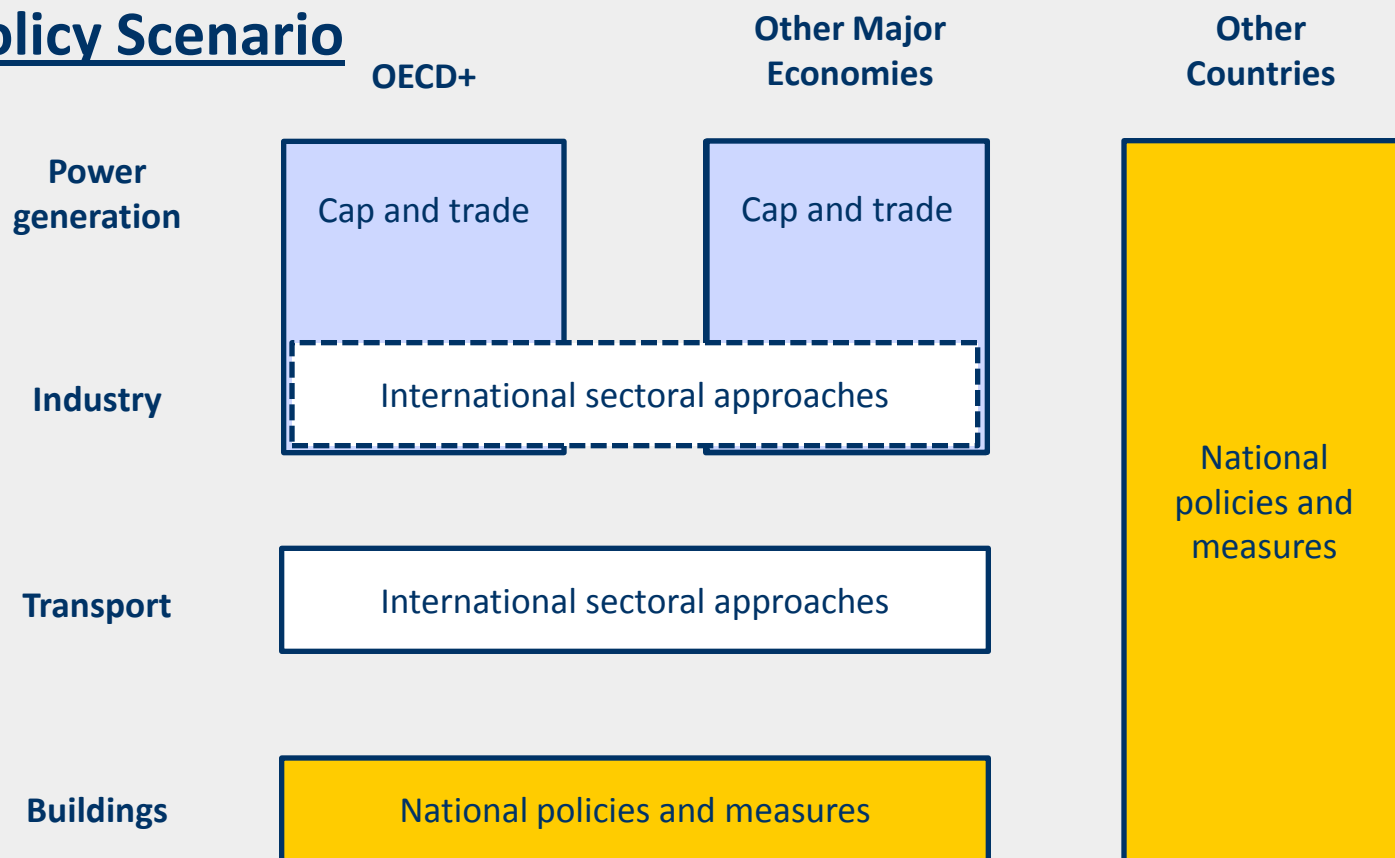 Scenario
OECD+
Other Major
Economies
Other
Countries
Power
generation
Cap and trade
Cap and trade
Industry
International sectoral approaches
National
policies and
measures
Transport
International sectoral approaches
Buildings
National policies and measures